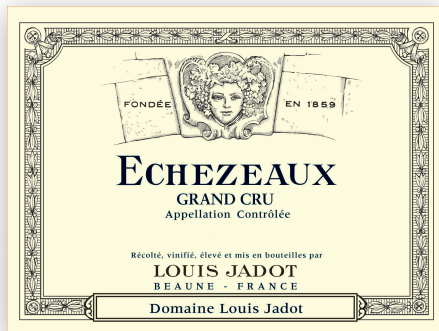 FONDÉE EN 1859
ECHEZEAUX
GRAND CRU
Appellation Contrôlée
Récolté, vinifié, élevé et mis en bouteilles par
LOUIS JADOT
BEAUNE - FRANCE
Domaine Louis Jadot